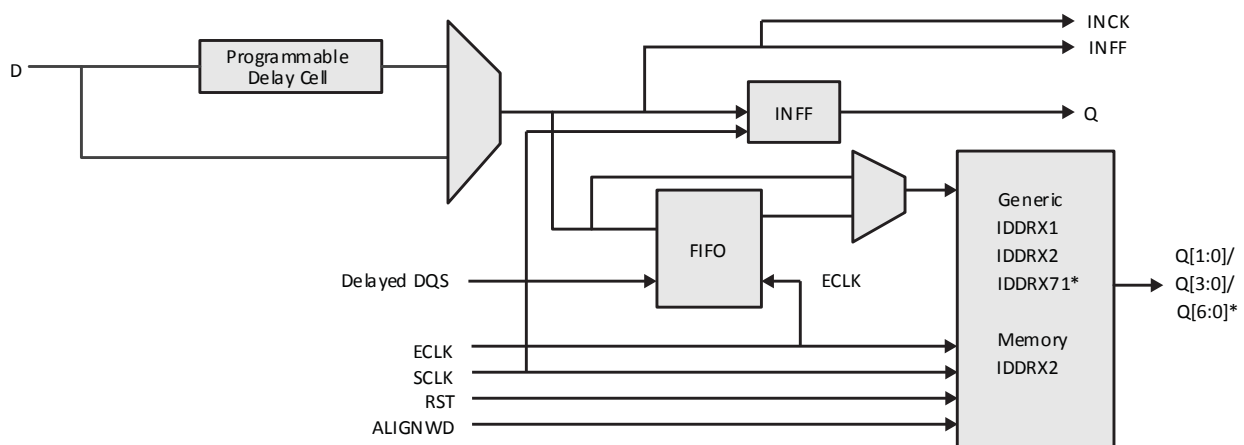 INCK
INFF
D
Programmable
Delay Cell
INFF
Q
Generic
IDDRX1
IDDRX2
IDDRX71*
Memory
IDDRX2
FIFO
Delayed DQS
ECLK
Q[1:0]/
Q[3:0]/
Q[6:0]*
ECLK
SCLK
RST
ALIGNWD